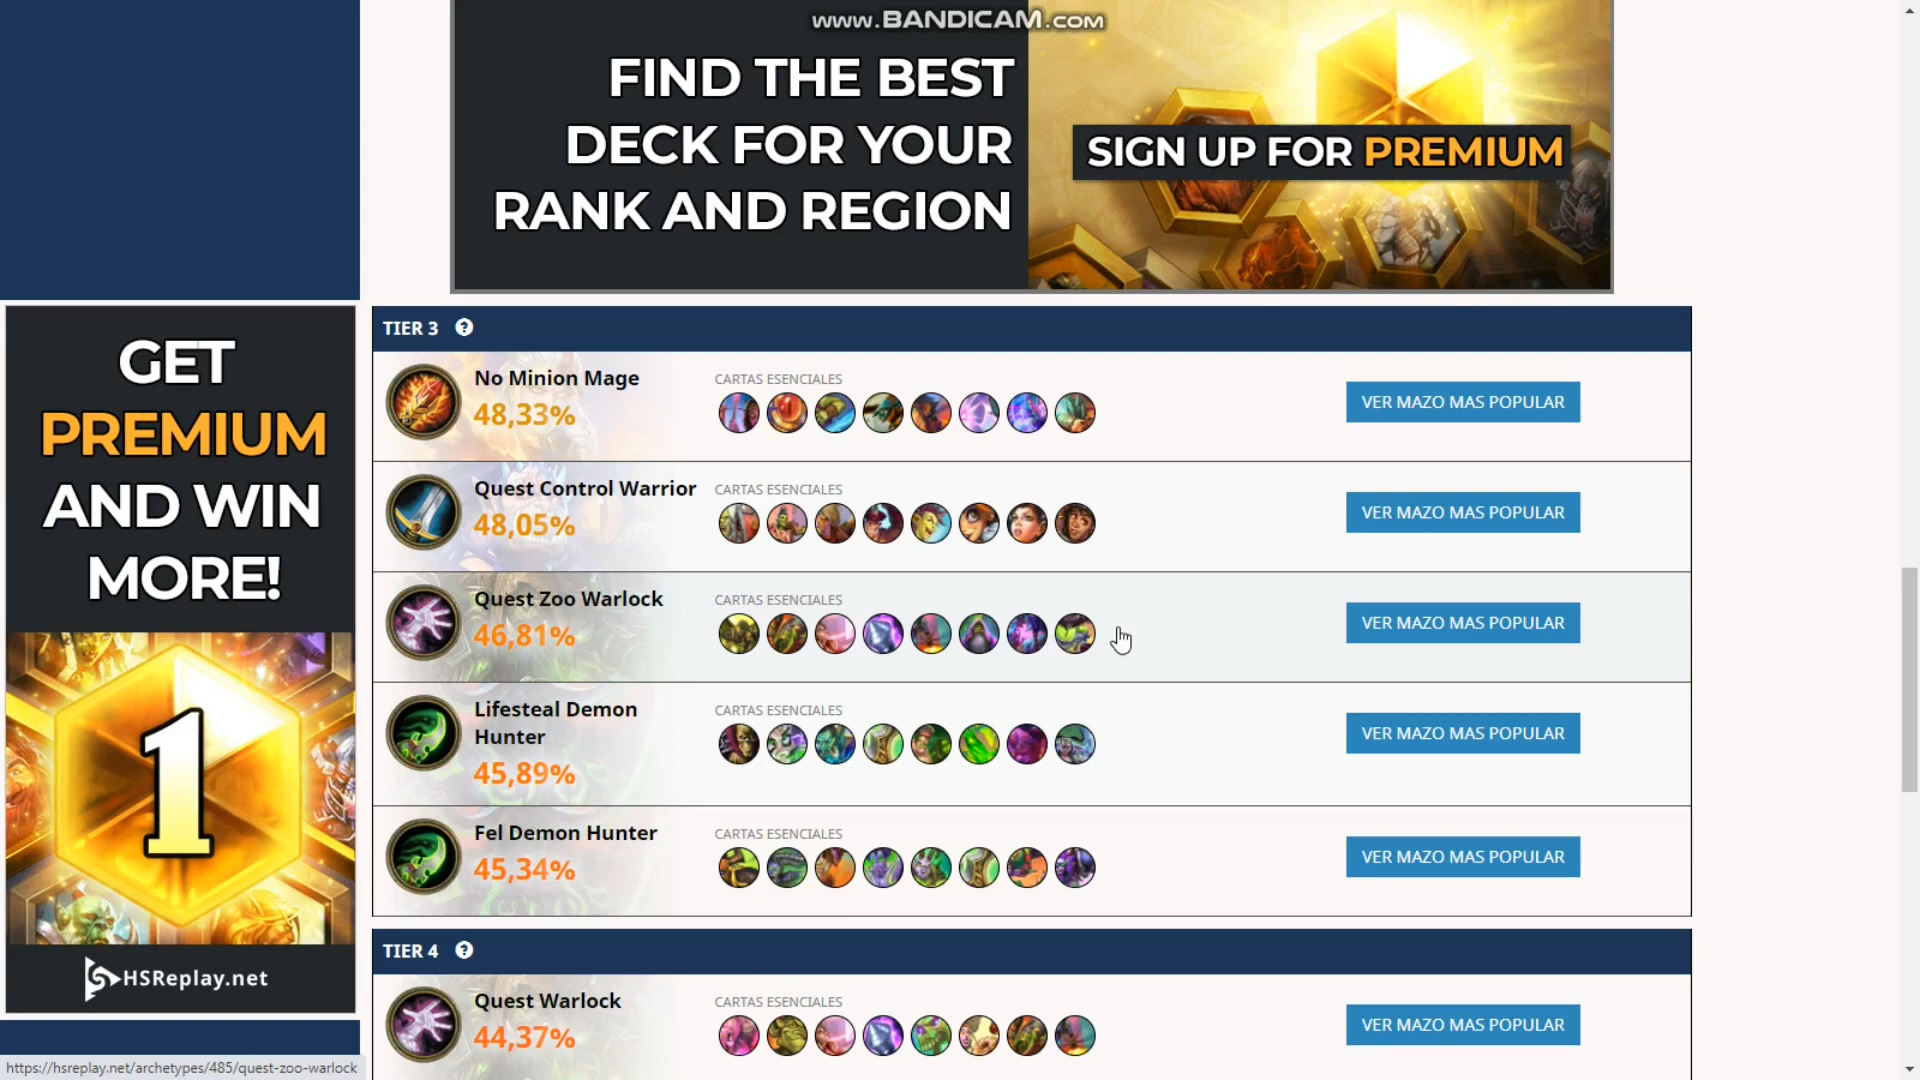 www.BANDICAM.com
FIND THE BEST
DECK FOR YOUR
RANK AND REGION
SIGN UP FOR PREMIUM
GET
PREMIUM
AND WIN
MORE!
1
HSReplay.net
TIER 3 ?
No Minion Mage
48,33%
CARTAS ESENCIALES
VER MAZO MAS POPULAR
Quest Control Warrior
48,05%
CARTAS ESENCIALES
VER MAZO MAS POPULAR
Quest Zoo Warlock
46,81%
CARTAS ESENCIALES
VER MAZO MAS POPULAR
Lifesteal Demon
Hunter
45,89%
CARTAS ESENCIALES
VER MAZO MAS POPULAR
Fel Demon Hunter
45,34%
CARTAS ESENCIALES
VER MAZO MAS POPULAR
TIER 4 ?
Quest Warlock
44,37%
CARTAS ESENCIALES
VER MAZO MAS POPULAR
https://hsreplay.net/archetypes/485/quest-zoo-warlock